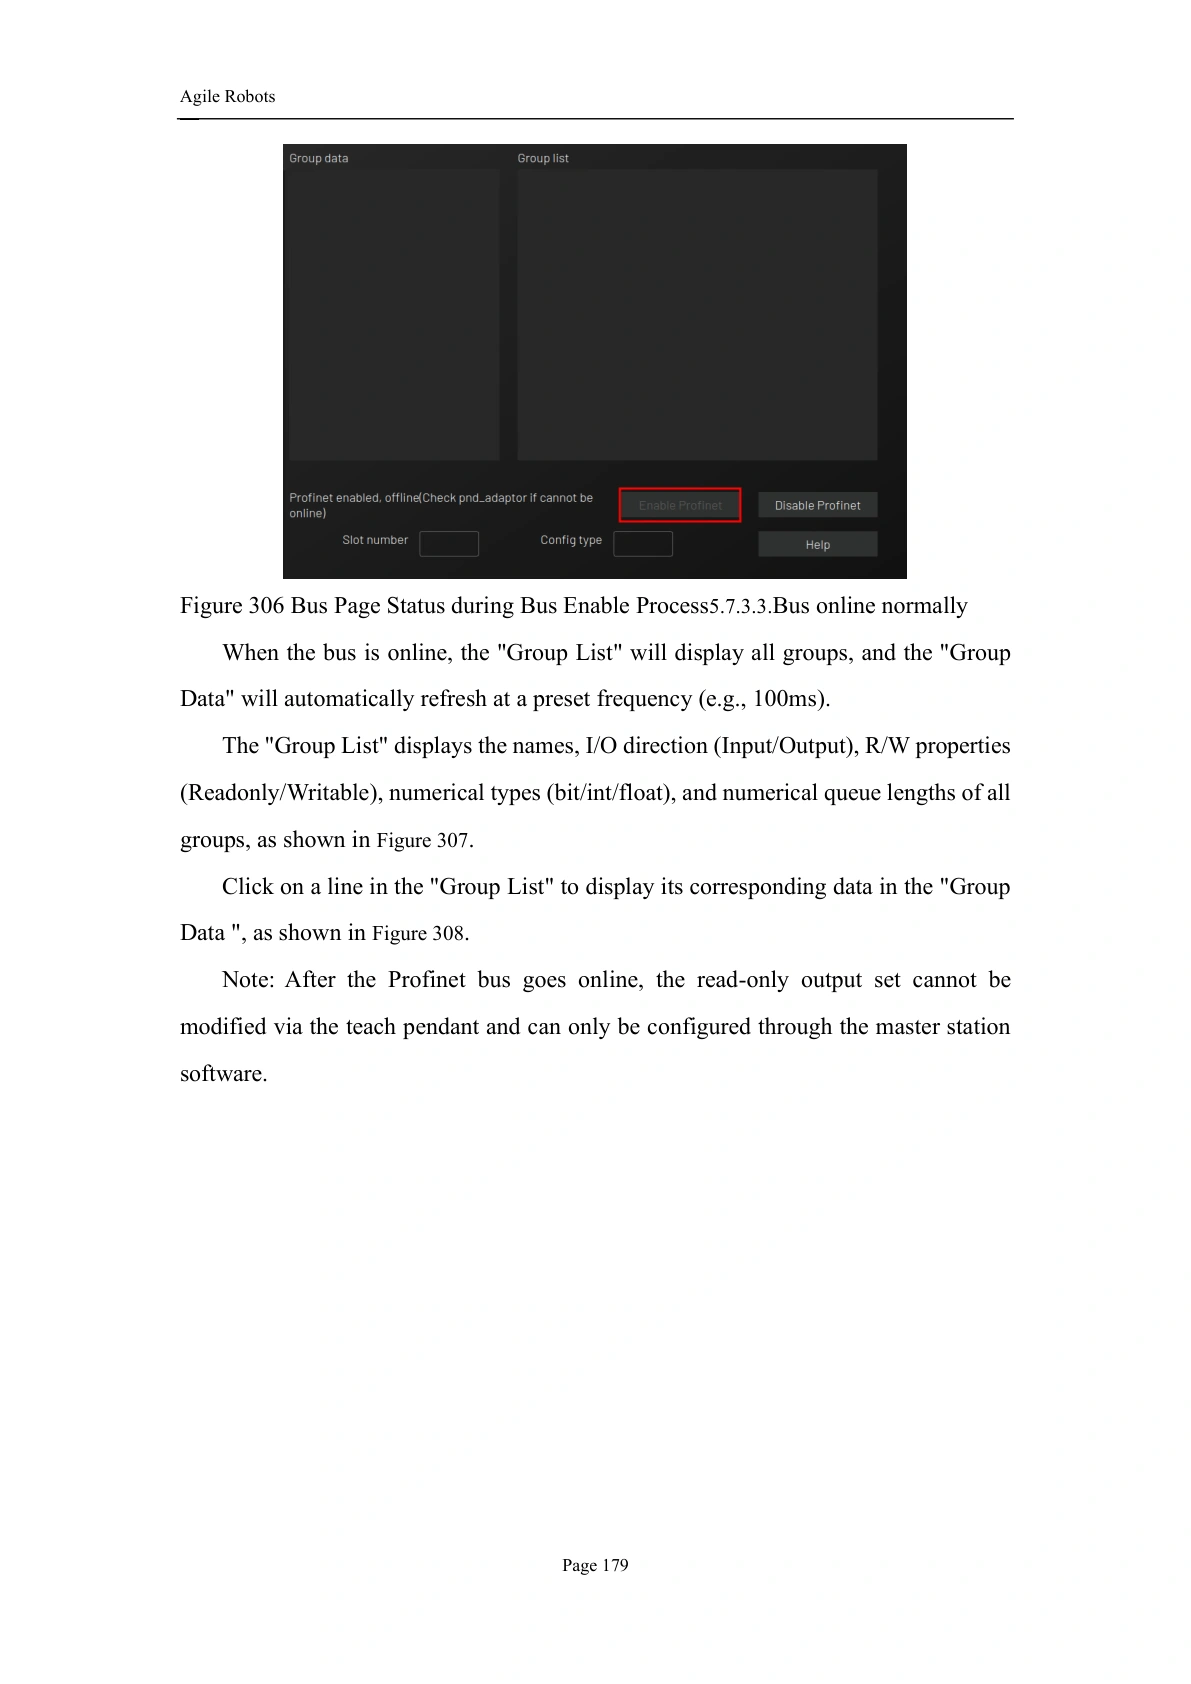 Agile Robots
Group data
Group list
Profinet enabled, offline(Check pnd_adaptor if cannot be
online)
Enable Profinet
Disable Profinet
Slot number
Config type
Help
Figure 306 Bus Page Status during Bus Enable Process5.7.3.3.Bus online normally
When the bus is online, the "Group List" will display all groups, and the "Group
Data" will automatically refresh at a preset frequency (e.g., 100ms).
The "Group List" displays the names, I/O direction (Input/Output), R/W properties
(Readonly/Writable), numerical types (bit/int/float), and numerical queue lengths of all
groups, as shown in Figure 307.
Click on a line in the "Group List" to display its corresponding data in the "Group
Data ", as shown in Figure 308.
Note: After the Profinet bus goes online, the read-only output set cannot be
modified via the teach pendant and can only be configured through the master station
software.
Page 179